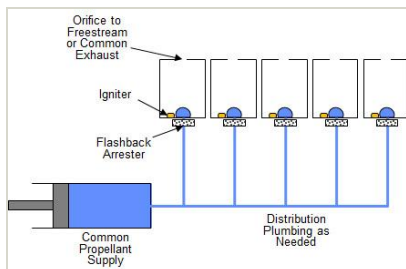 Orifice to
Freestream
or Common
Exhaust
Igniter
Flashback
Arrester
Common
Propellant
Supply
Distribution
Plumbing as
Needed